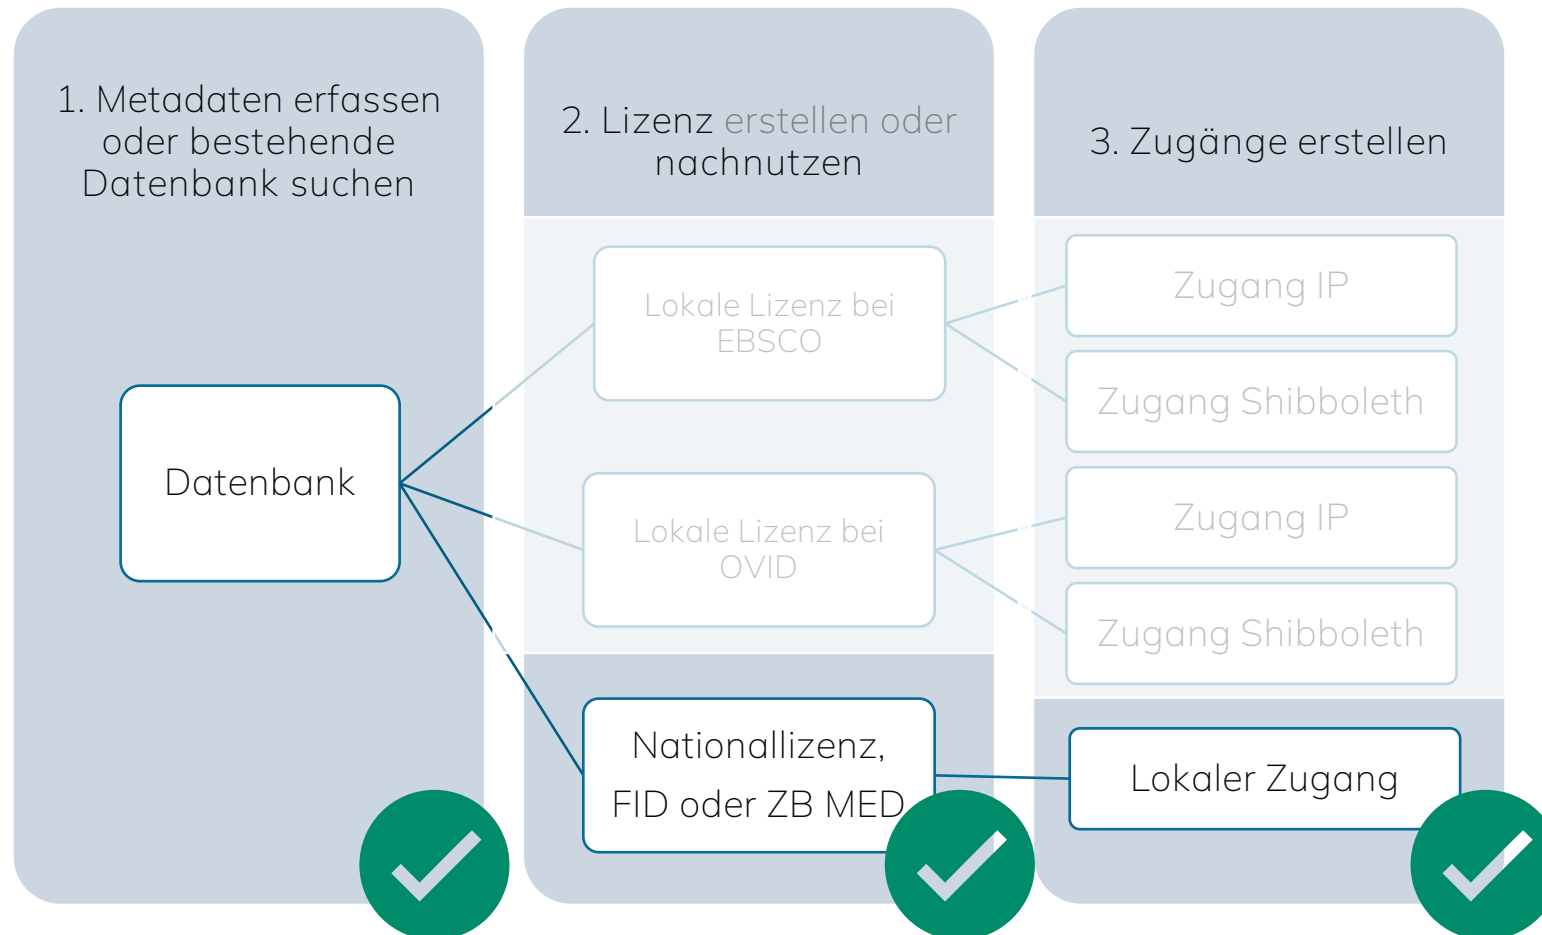 1. Metadaten erfassen
oder bestehende
Datenbank suchen
Datenbank
2. Lizenz erstellen oder
nachnutzen
Lokale Lizenz bei
EBSCO
Lokale Lizenz bei
OVID
Nationallizenz,
FID oder ZB MED
3. Zugänge erstellen
Zugang IP
Zugang Shibboleth
Zugang IP
Zugang Shibboleth
Lokaler Zugang